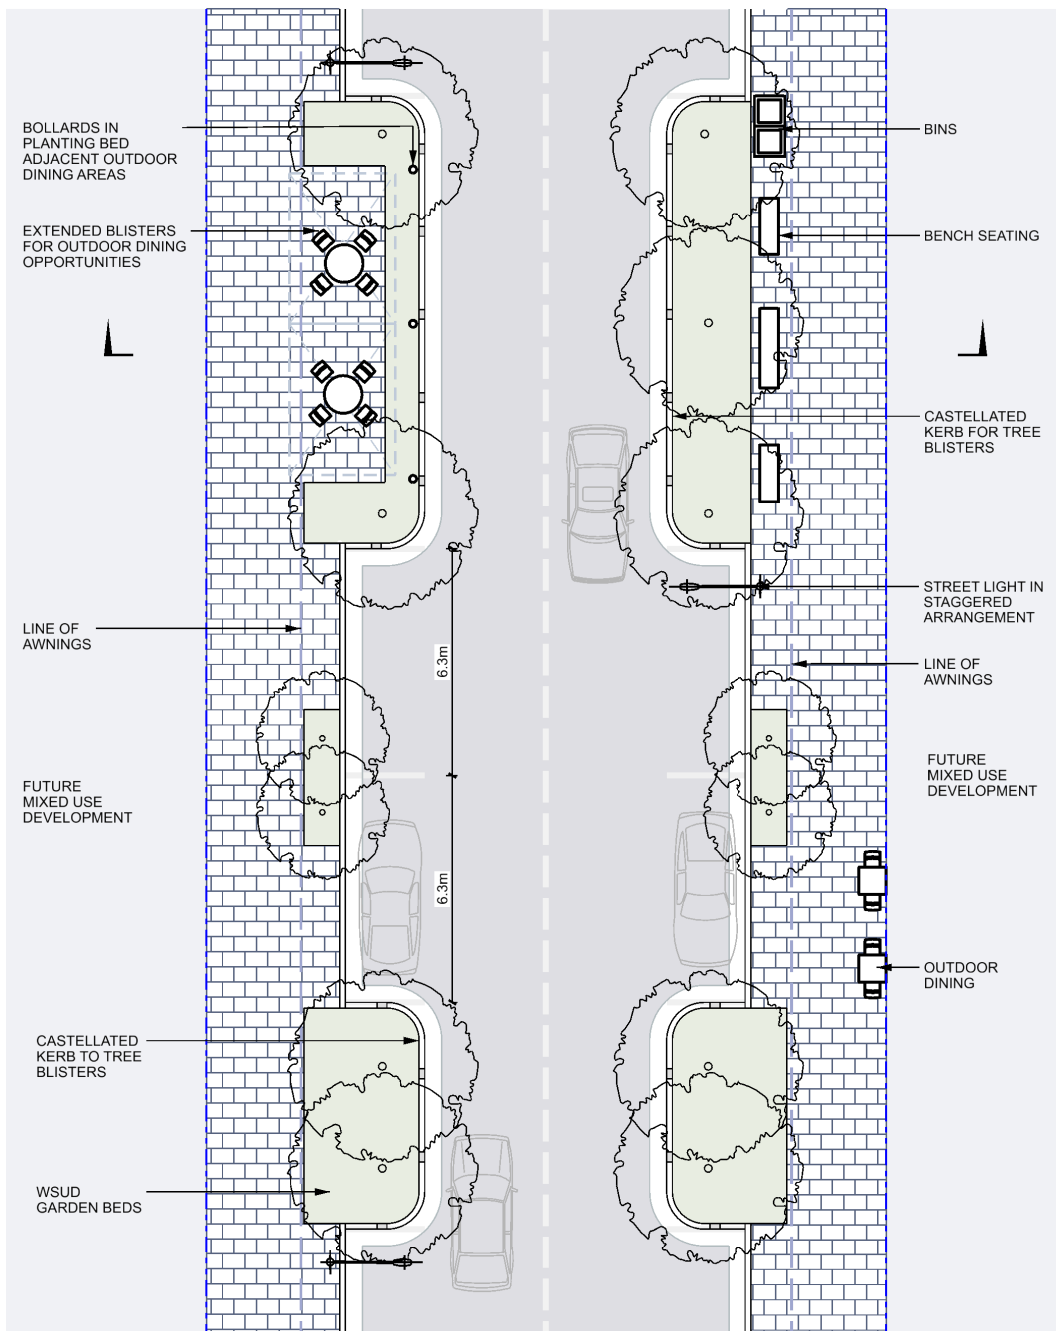 BOLLARDS IN
PLANTING BED
ADJACENT OUTDOOR
DINING AREAS
EXTENDED BLISTERS
FOR OUTDOOR DINING
OPPORTUNITIES
LINE OF
AWNINGS
FUTURE
MIXED USE
DEVELOPMENT
CASTELLATED
KERB TO TREE
BLISTERS
WSUD
GARDEN BEDS
6.3m
6.3m
BINS
BENCH SEATING
CASTELLATED
KERB FOR TREE
BLISTERS
STREET LIGHT IN
STAGGERED
ARRANGEMENT
LINE OF
AWNINGS
FUTURE
MIXED USE
DEVELOPMENT
OUTDOOR
DINING